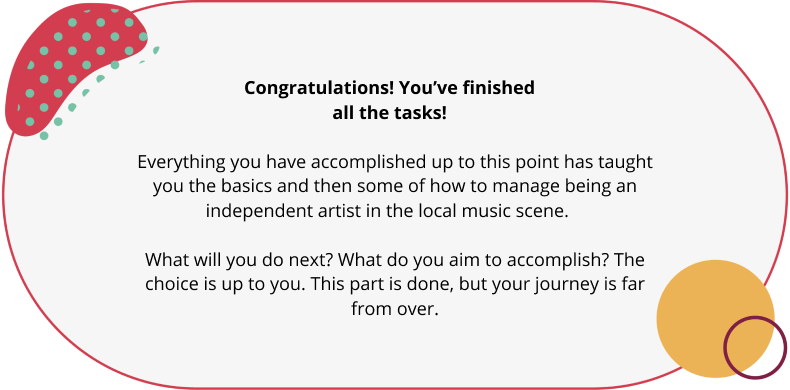 Congratulations! You’ve finished
all the tasks!
Everything you have accomplished up to this point has taught
you the basics and then some of how to manage being an
independent artist in the local music scene.
What will you do next? What do you aim to accomplish? The
choice is up to you. This part is done, but your journey is far
from over.